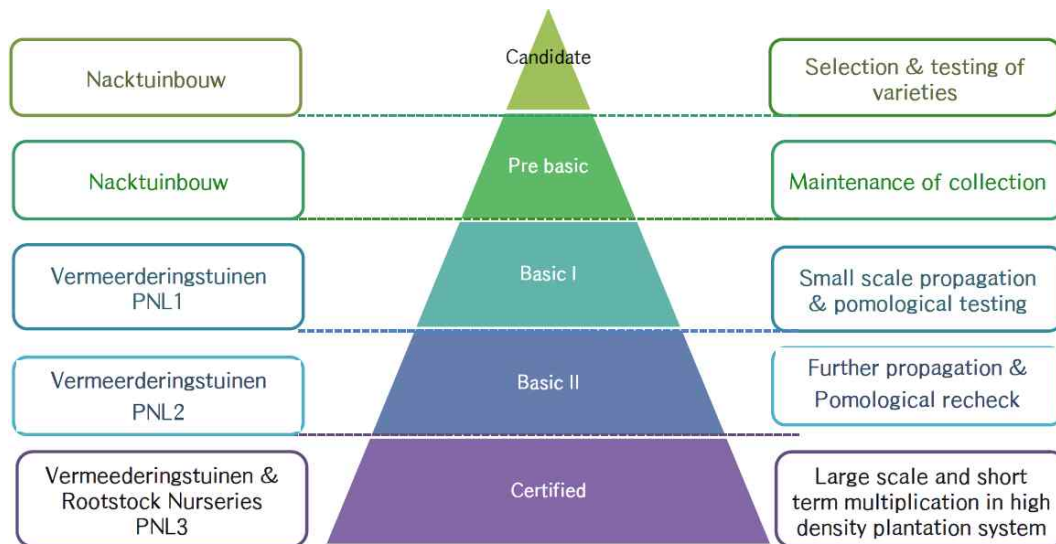 Candidate
Nacktuinbouw
Selection & testing of
varieties
Nacktuinbouw
Pre basic
Maintenance of collection
Vermeerderingstuinen
PNL1
Basic I
Small scale propagation
& pomological testing
Vermeerderingstuinen
PNL2
Basic II
Further propagation &
Pomological recheck
Vermeederingstuinen &
Rootstock Nurseries
PNL3
Certified
Large scale and short
term multiplication in high
density plantation system